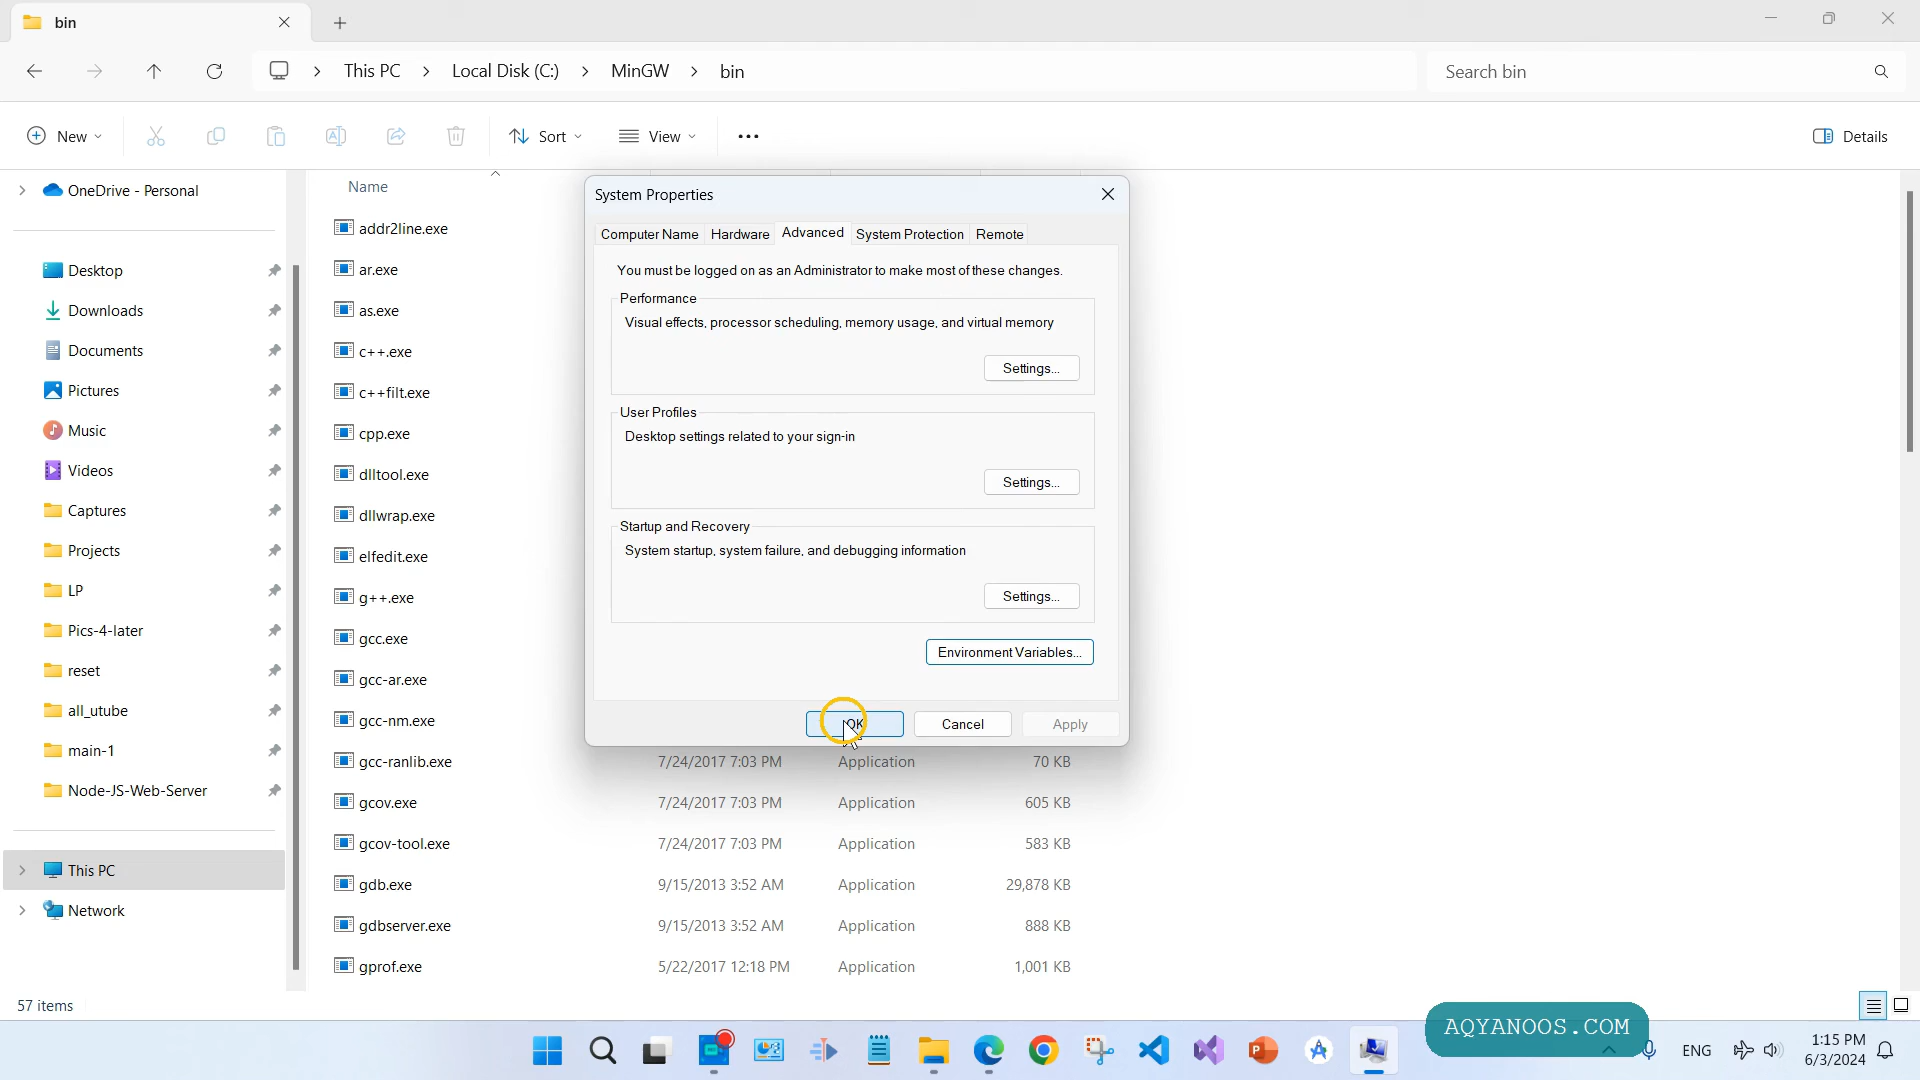 bin
This PC
Local Disk (C:)
MinGW
bin
Search bin
New
Sort
View
Details
OneDrive - Personal
Desktop
Downloads
Documents
Pictures
Music
Videos
Captures
Projects
LP
Pics-4-later
reset
all_utube
main-1
Node-JS-Web-Server
This PC
Network
Name
addr2line.exe
ar.exe
as.exe
c++.exe
c++filt.exe
cpp.exe
dlltool.exe
dllwrap.exe
elfedit.exe
g++.exe
gcc.exe
gcc-ar.exe
gcc-nm.exe
gcc-ranlib.exe 7/24/2017 7:03 PM Application 70 KB
gcov.exe 7/24/2017 7:03 PM Application 605 KB
gcov-tool.exe 7/24/2017 7:03 PM Application 583 KB
gdb.exe 9/15/2013 3:52 AM Application 29,878 KB
gdbserver.exe 9/15/2013 3:52 AM Application 888 KB
gprof.exe 5/22/2017 12:18 PM Application 1,001 KB
System Properties
Computer Name Hardware Advanced System Protection Remote
You must be logged on as an Administrator to make most of these changes.
Performance
Visual effects, processor scheduling, memory usage, and virtual memory
Settings...
User Profiles
Desktop settings related to your sign-in
Settings...
Startup and Recovery
System startup, system failure, and debugging information
Settings...
Environment Variables...
OK Cancel Apply
57 items
AQYANOOS.COM
ENG
1:15 PM
6/3/2024